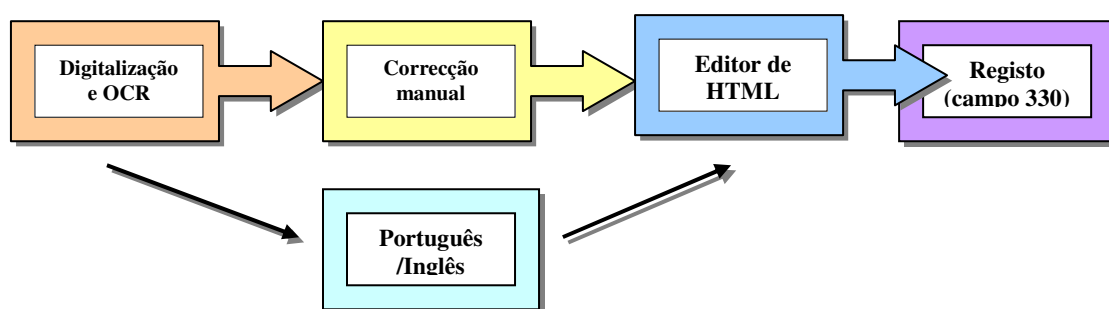 Digitalização
e OCR
Correcção
manual
Editor de
HTML
Registo
(campo 330)
Português
/Inglês